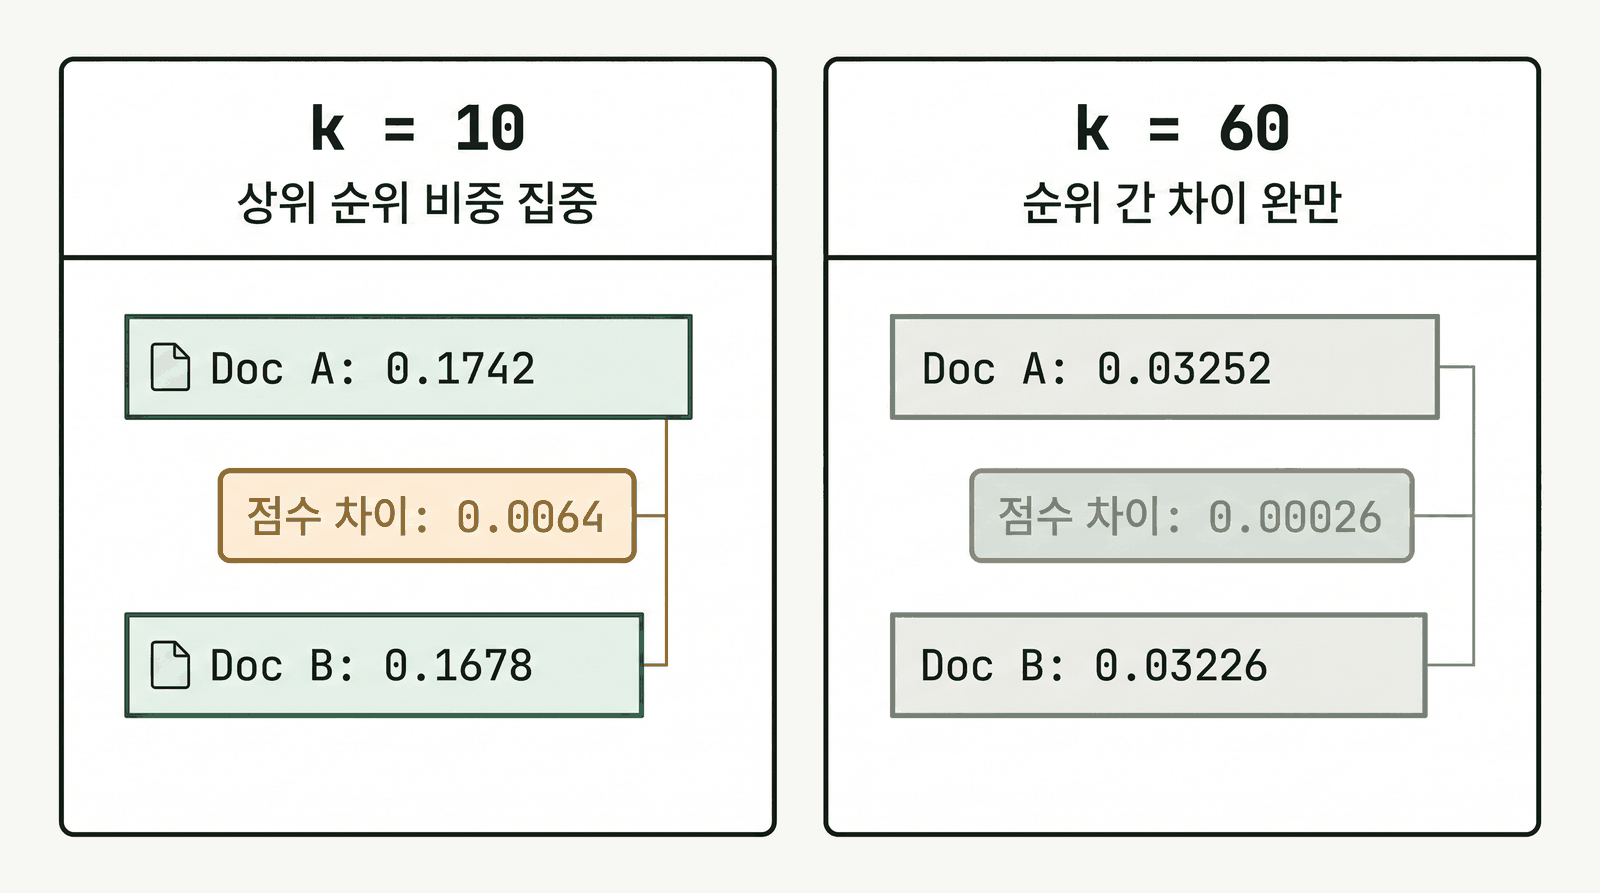 k = 10
상위 순위 비중 집중
Doc A: 0.1742
점수 차이: 0.0064
Doc B: 0.1678
k = 60
순위 간 차이 완만
Doc A: 0.03252
점수 차이: 0.00026
Doc B: 0.03226